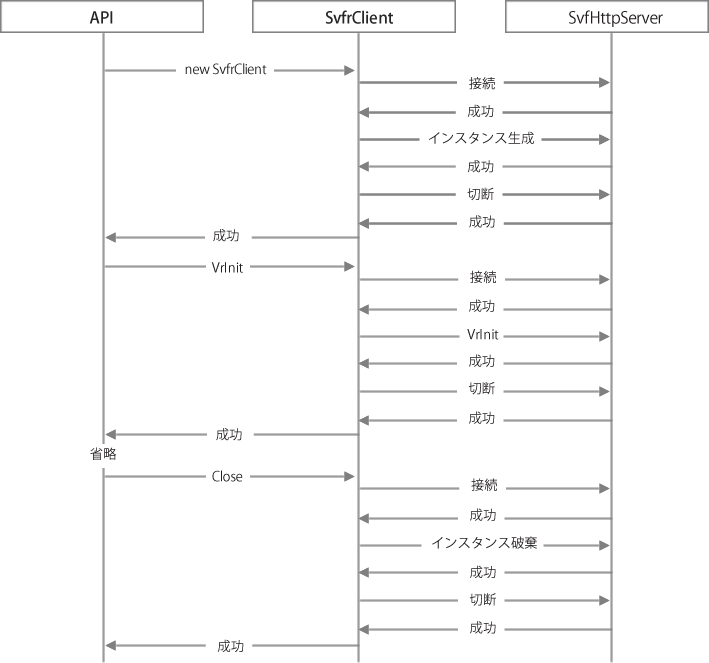 API
SvfrClient
SvfHttpServer
new SvfrClient
接続
成功
インスタンス生成
成功
切断
成功
成功
VrInit
接続
成功
VrInit
成功
切断
成功
成功
省略
Close
接続
成功
インスタンス破棄
成功
切断
成功
成功